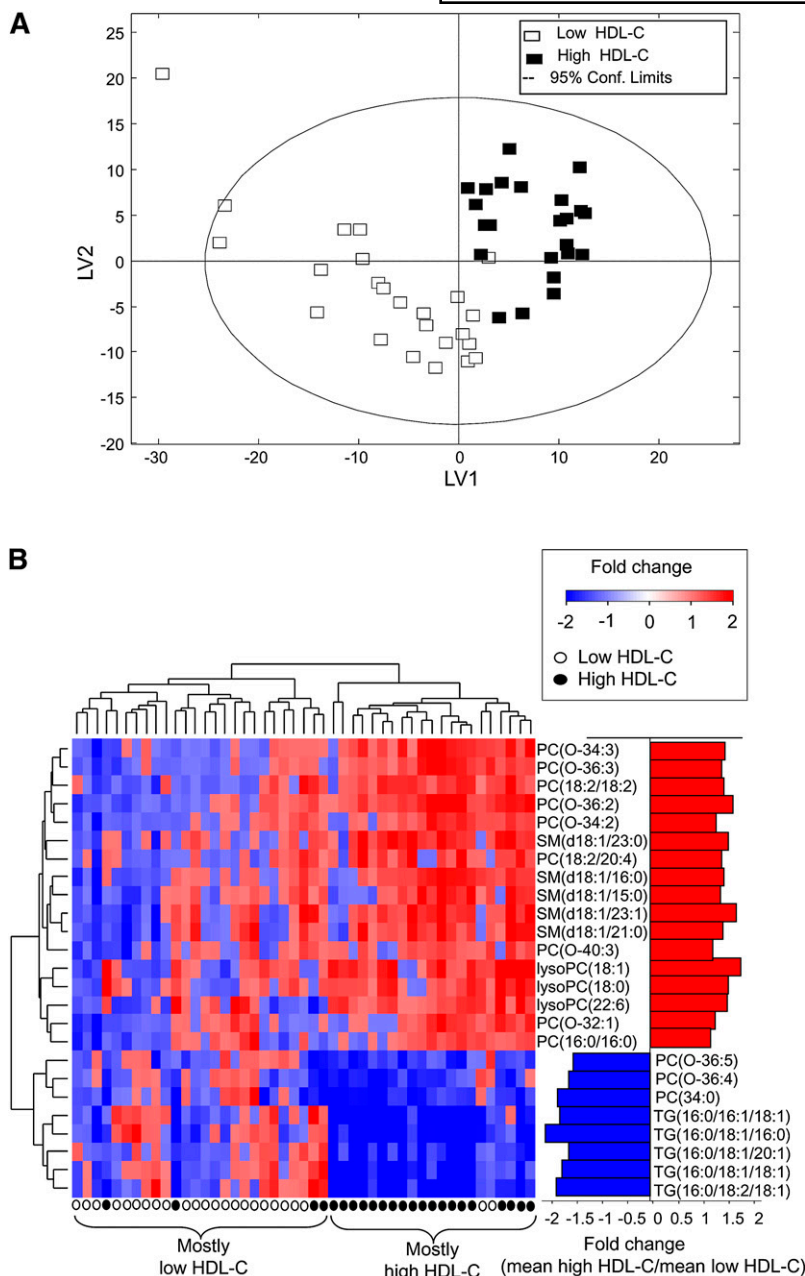 A
Low HDL-C
High HDL-C
95% Conf. Limits
25
20
15
10
5
0
-5
-10
-15
-20
LV2
-30
-20
-10
0
10
20
LV1
B
Fold change
-2
-1
0
1
2
Low HDL-C
High HDL-C
PC(O-34:3)
PC(O-36:3)
PC(18:2/18:2)
PC(O-36:2)
PC(O-34:2)
SM(d18:1/23:0)
PC(18:2/20:4)
SM(d18:1/16:0)
SM(d18:1/15:0)
SM(d18:1/23:1)
SM(d18:1/21:0)
PC(O-40:3)
lysoPC(18:1)
lysoPC(18:0)
lysoPC(22:6)
PC(O-32:1)
PC(16:0/16:0)
PC(O-36:5)
PC(O-36:4)
PC(34:0)
TG(16:0/16:1/18:1)
TG(16:0/18:1/16:0)
TG(16:0/18:1/20:1)
TG(16:0/18:1/18:1)
TG(16:0/18:2/18:1)
-2 -1.5 -1 -0.5 0 0.5 1 1.5 2
Mostly
low HDL-C
Mostly
high HDL-C
Fold change
(mean high HDL-C/mean low HDL-C)